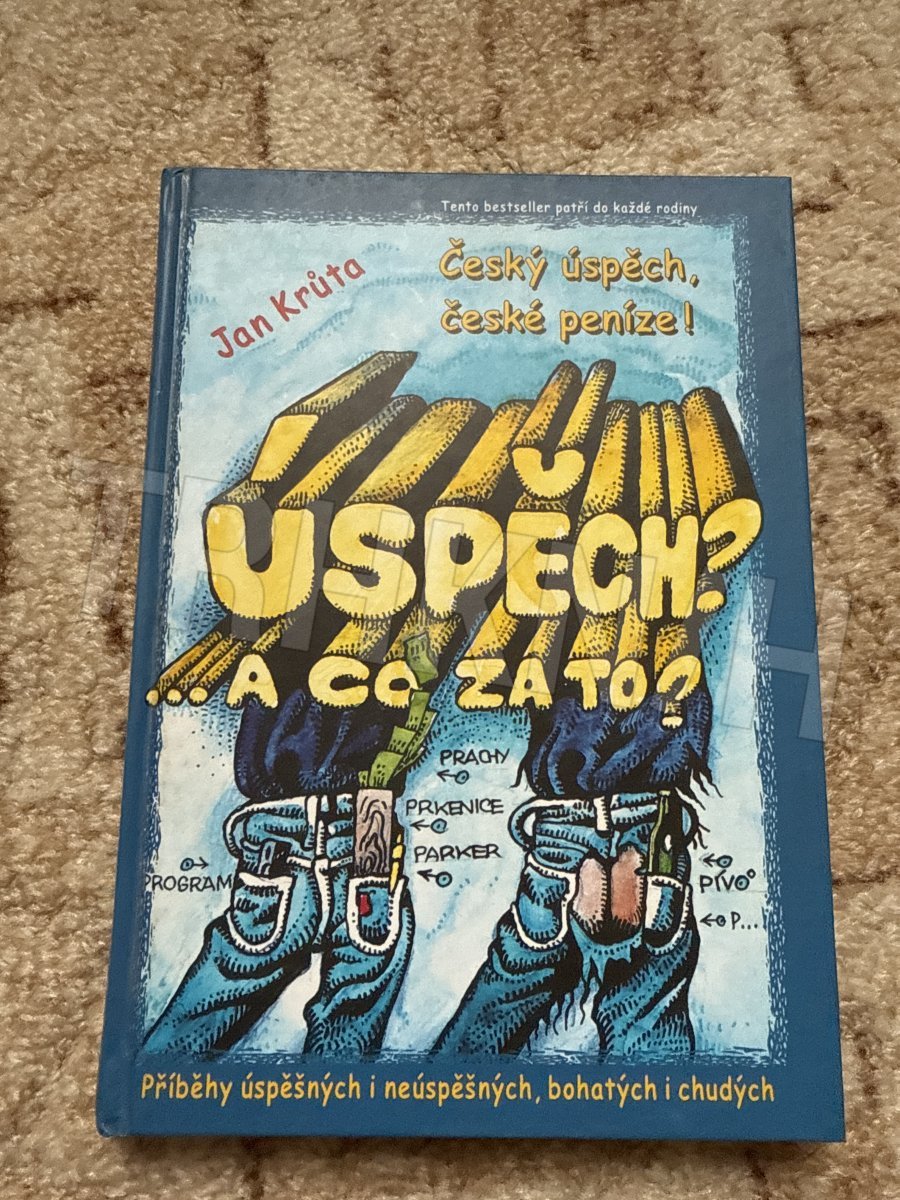 Tento bestseller patří do každé rodiny
Jan Krůta
Český úspěch,
české peníze!
ÚSPĚCH?
...A CO ZA TO?
PRACHY
PRKENICE
PARKER
PROGRAM
PÍVO°
P...
Příběhy úspěšných i neúspěšných, bohatých i chudých